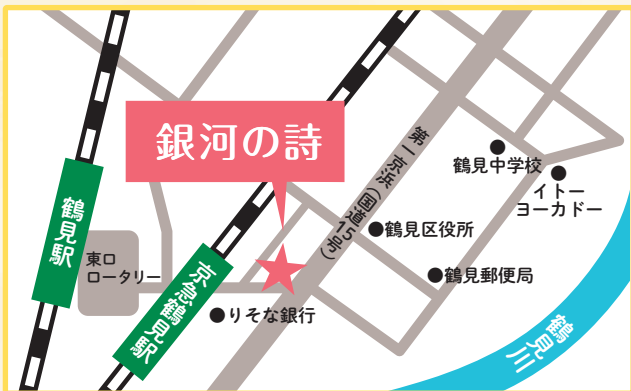 銀河の詩
鶴見駅
東口
ロータリー
京急鶴見駅
りそな銀行
第一京浜（国道15号）
鶴見中学校
イトー
ヨーカドー
鶴見区役所
鶴見郵便局
鶴見川